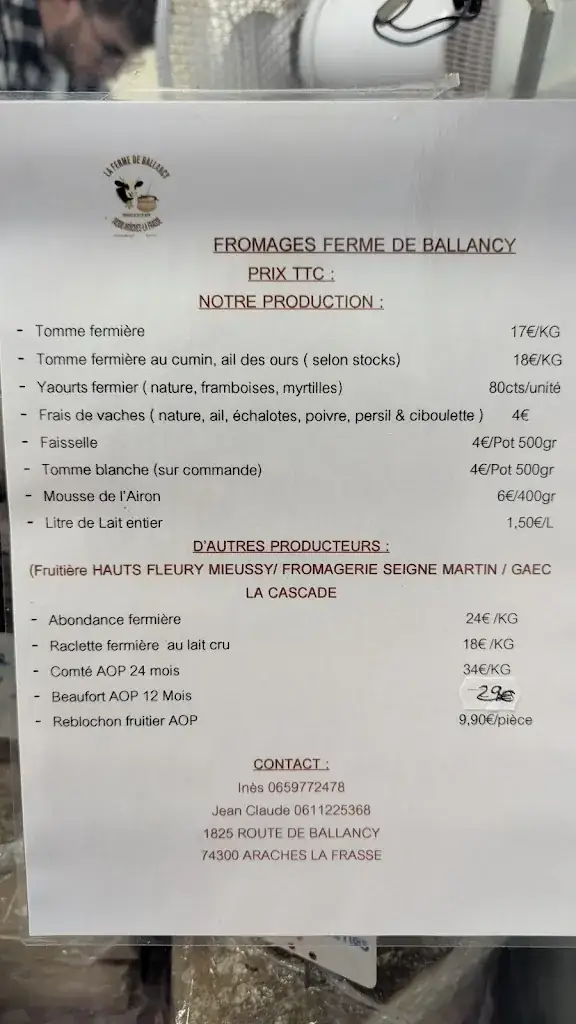 LA FERME DE BALLANCY
FROMAGES FERME DE BALLANCY
PRIX TTC :
NOTRE PRODUCTION :
- Tomme fermière 17€/KG
- Tomme fermière au cumin, ail des ours ( selon stocks) 18€/KG
- Yaourts fermier ( nature, framboises, myrtilles) 80cts/unité
- Frais de vaches ( nature, ail, échalotes, poivre, persil & ciboulette ) 4€
- Faisselle 4€/Pot 500gr
- Tomme blanche (sur commande) 4€/Pot 500gr
- Mousse de l'Airon 6€/400gr
- Litre de Lait entier 1,50€/L
D'AUTRES PRODUCTEURS :
(Fruitière HAUTS FLEURY MIEUSSY/ FROMAGERIE SEIGNE MARTIN / GAEC
LA CASCADE
- Abondance fermière 24€ /KG
- Raclette fermière au lait cru 18€ /KG
- Comté AOP 24 mois 34€/KG
- Beaufort AOP 12 Mois 29€
- Reblochon fruitier AOP 9,90€/pièce
CONTACT :
Inès 0659772478
Jean Claude 0611225368
1825 ROUTE DE BALLANCY
74300 ARACHES LA FRASSE